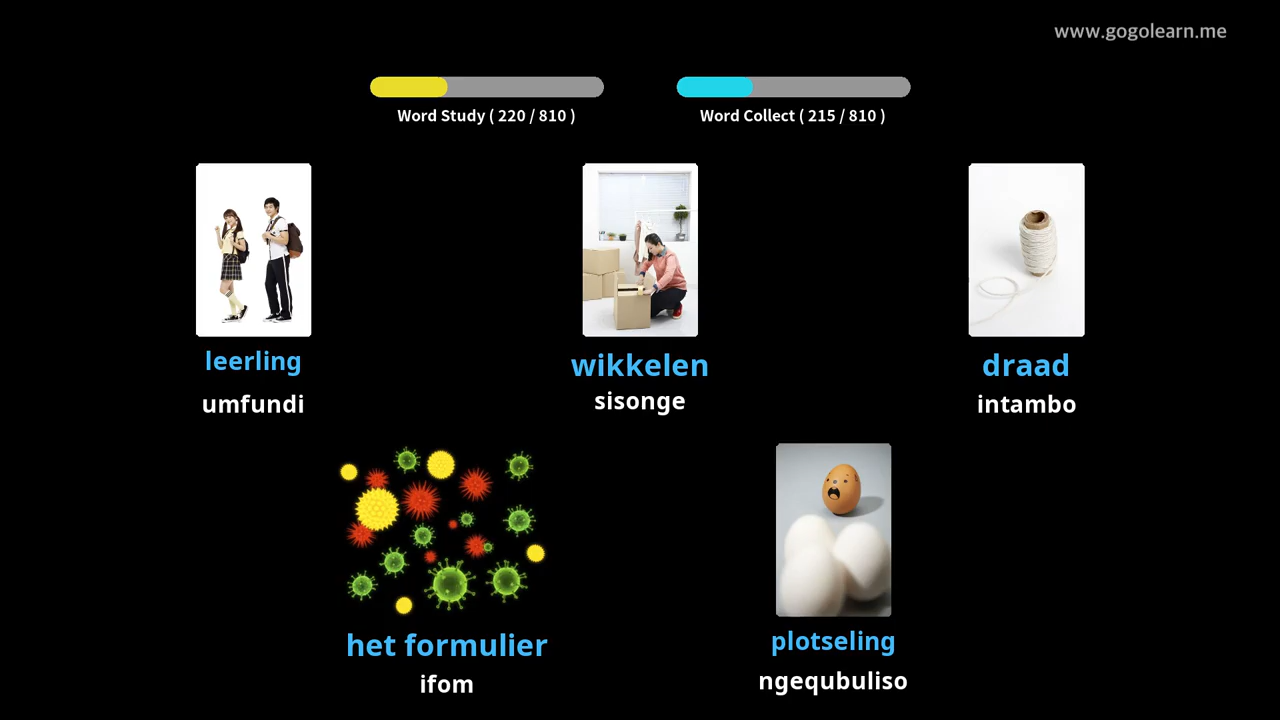 www.gogolearn.me
Word Study ( 220 / 810 )
Word Collect ( 215 / 810 )
leerling
umfundi
wikkelen
sisonge
draad
intambo
het formulier
ifom
plotseling
ngequbuliso